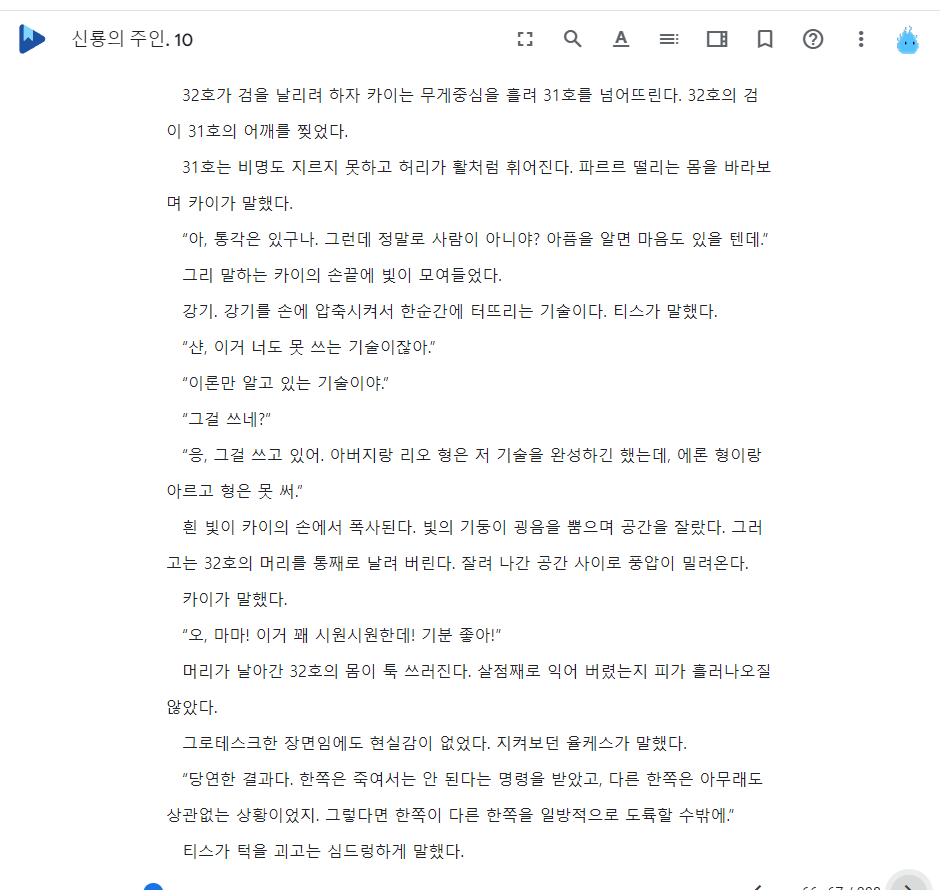 신룡의 주인. 10
32호가 검을 날리려 하자 카이는 무게중심을 흘려 31호를 넘어뜨린다. 32호의 검
이 31호의 어깨를 찢었다.
31호는 비명도 지르지 못하고 허리가 활처럼 휘어진다. 파르르 떨리는 몸을 바라보
며 카이가 말했다.
“아, 통각은 있구나. 그런데 정말로 사람이 아니야? 아픔을 알면 마음도 있을 텐데.”
그리 말하는 카이의 손끝에 빛이 모여들었다.
강기. 강기를 손에 압축시켜서 한순간에 터뜨리는 기술이다. 티스가 말했다.
“샨, 이거 너도 못 쓰는 기술이잖아.”
“이론만 알고 있는 기술이야.”
“그걸 쓰네?”
“응, 그걸 쓰고 있어. 아버지랑 리오 형은 저 기술을 완성하긴 했는데, 에론 형이랑
아르고 형은 못 써.”
흰 빛이 카이의 손에서 폭사된다. 빛의 기둥이 굉음을 뿜으며 공간을 잘랐다. 그러
고는 32호의 머리를 통째로 날려 버린다. 잘려 나간 공간 사이로 풍압이 밀려온다.
카이가 말했다.
“오, 마마! 이거 꽤 시원시원한데! 기분 좋아!”
머리가 날아간 32호의 몸이 툭 쓰러진다. 살점째로 익어 버렸는지 피가 흘러나오질
않았다.
그로테스크한 장면임에도 현실감이 없었다. 지켜보던 율케스가 말했다.
“당연한 결과다. 한쪽은 죽여서는 안 된다는 명령을 받았고, 다른 한쪽은 아무래도
상관없는 상황이었지. 그렇다면 한쪽이 다른 한쪽을 일방적으로 도륙할 수밖에.”
티스가 턱을 괴고는 심드렁하게 말했다.